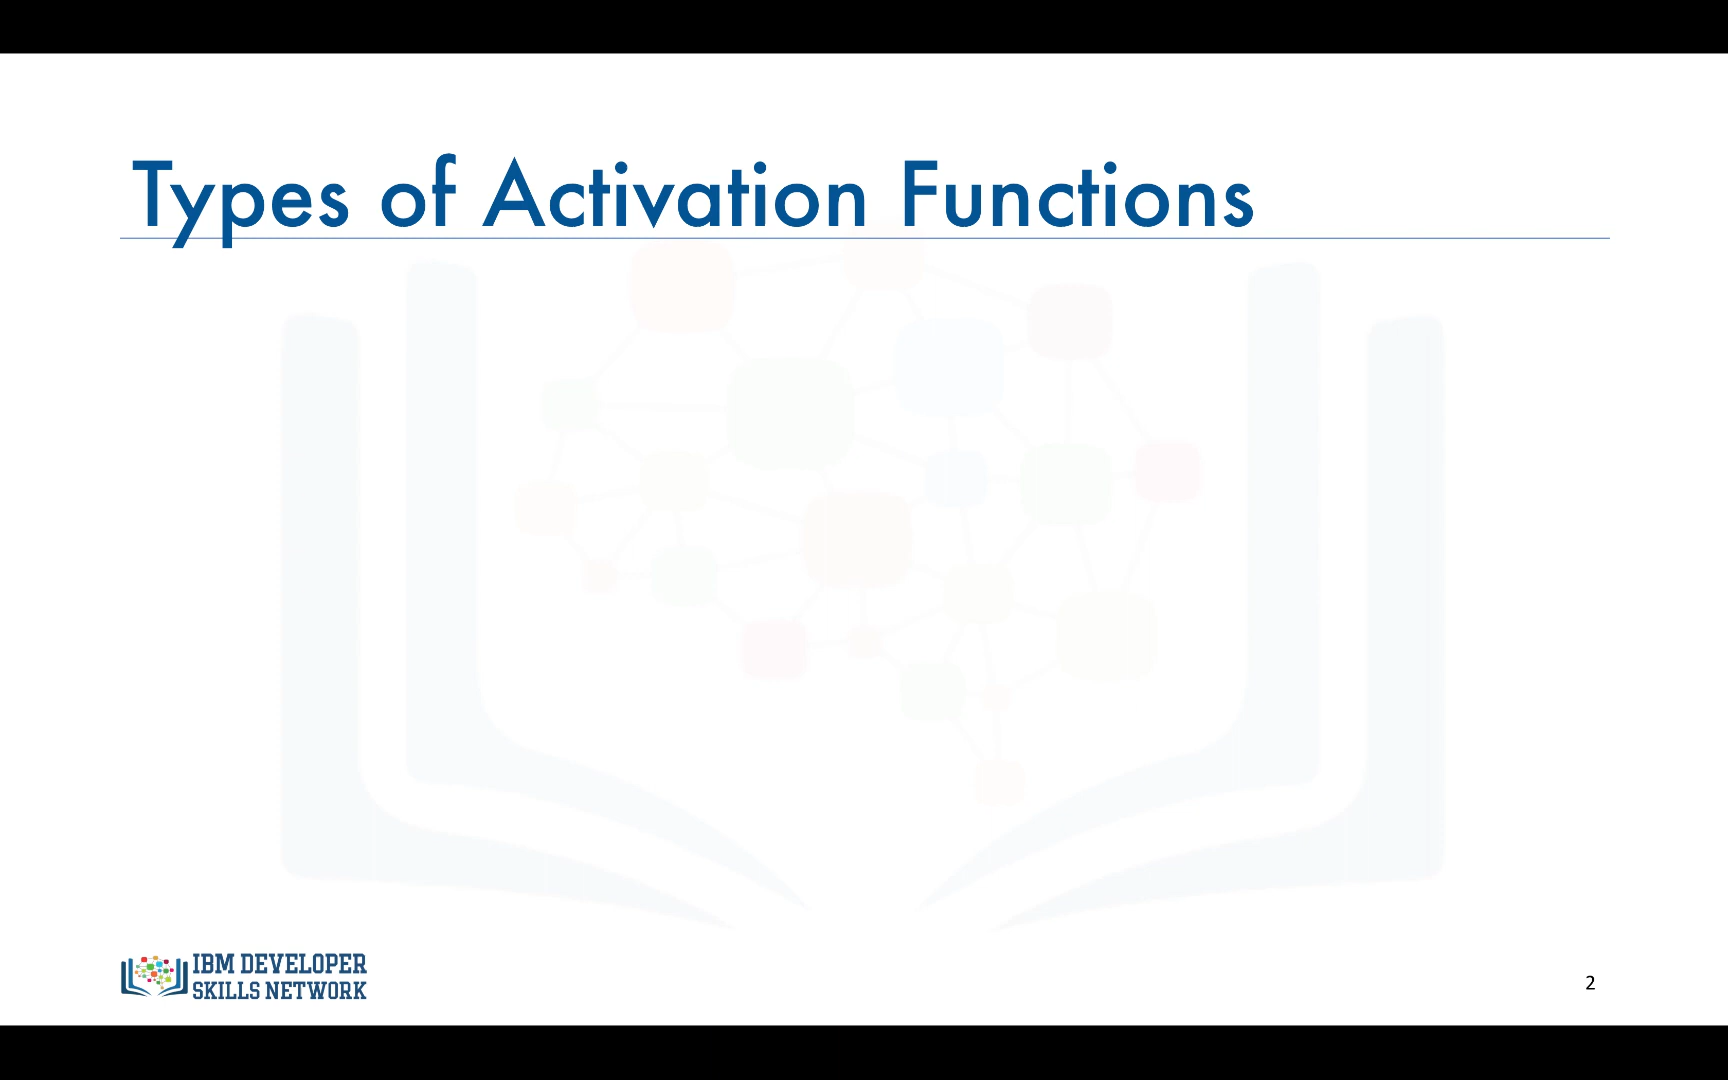 Types of Activation Functions
IBM DEVELOPER
SKILLS NETWORK
2